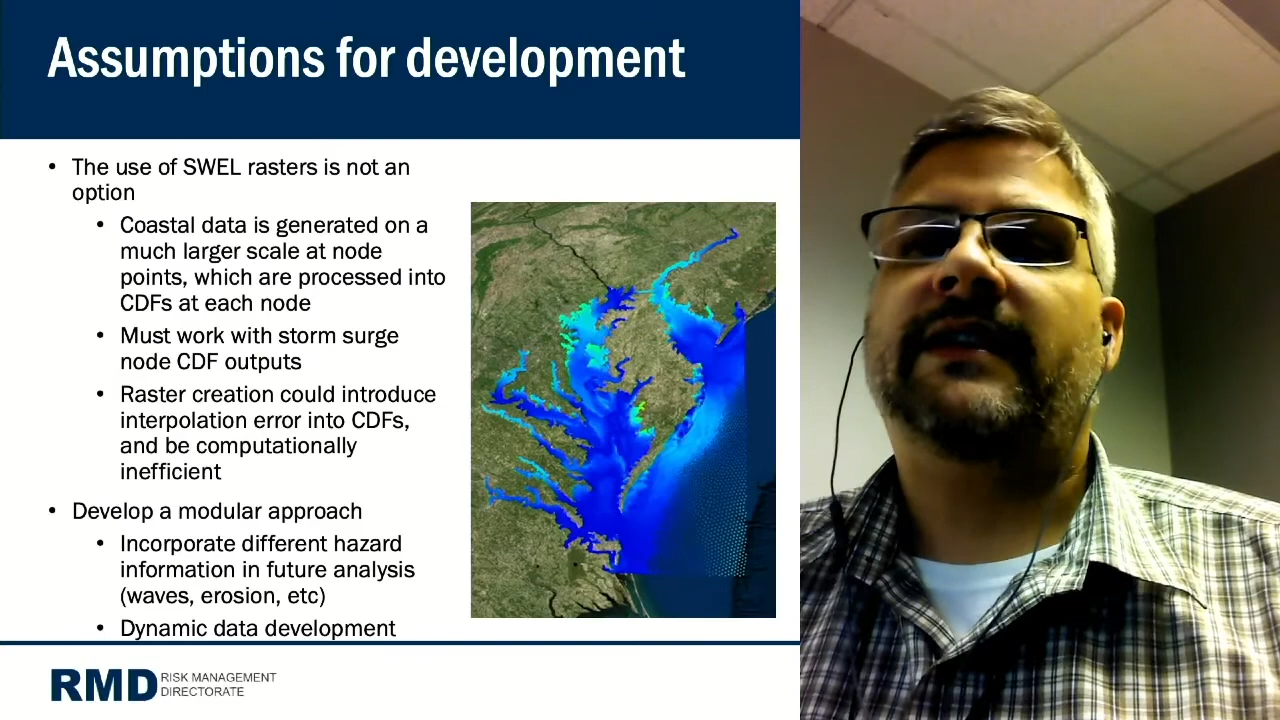 Assumptions for development
• The use of SWEL rasters is not an
option
• Coastal data is generated on a
much larger scale at node
points, which are processed into
CDFs at each node
• Must work with storm surge
node CDF outputs
• Raster creation could introduce
interpolation error into CDFs,
and be computationally
inefficient
• Develop a modular approach
• Incorporate different hazard
information in future analysis
(waves, erosion, etc)
• Dynamic data development
RMD RISK MANAGEMENT
DIRECTORATE